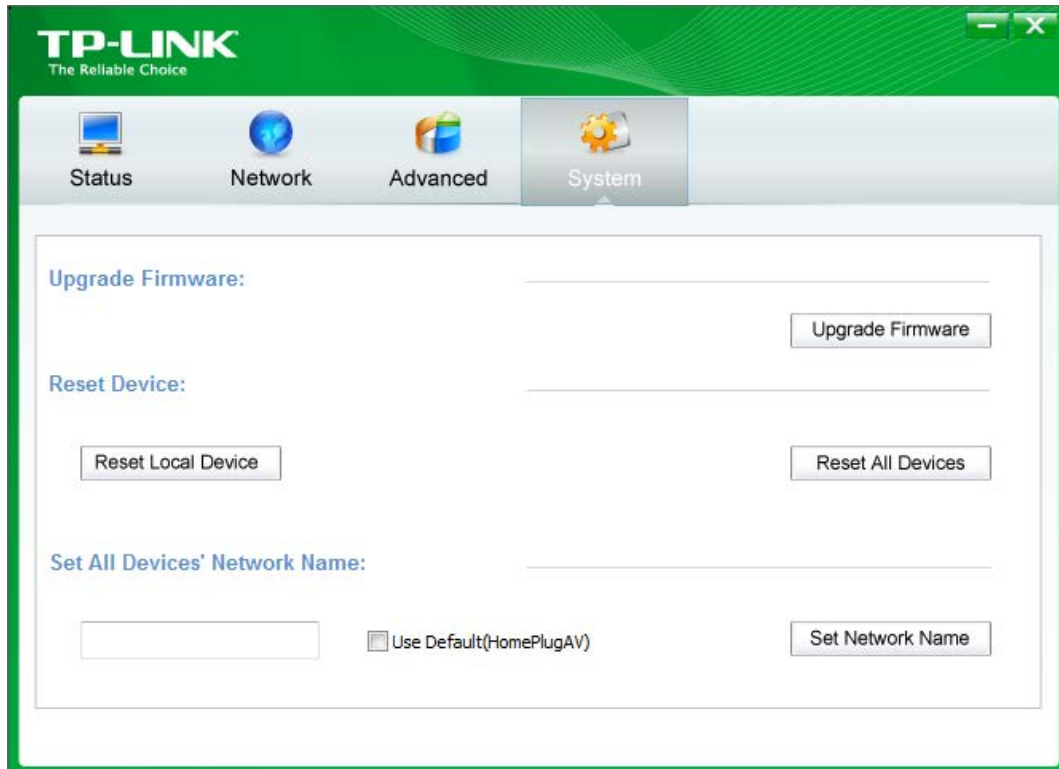 TP-LINK
The Reliable Choice
Status
Network
Advanced
System
Upgrade Firmware:
Upgrade Firmware
Reset Device:
Reset Local Device
Reset All Devices
Set All Devices' Network Name:
Use Default(HomePlugAV)
Set Network Name